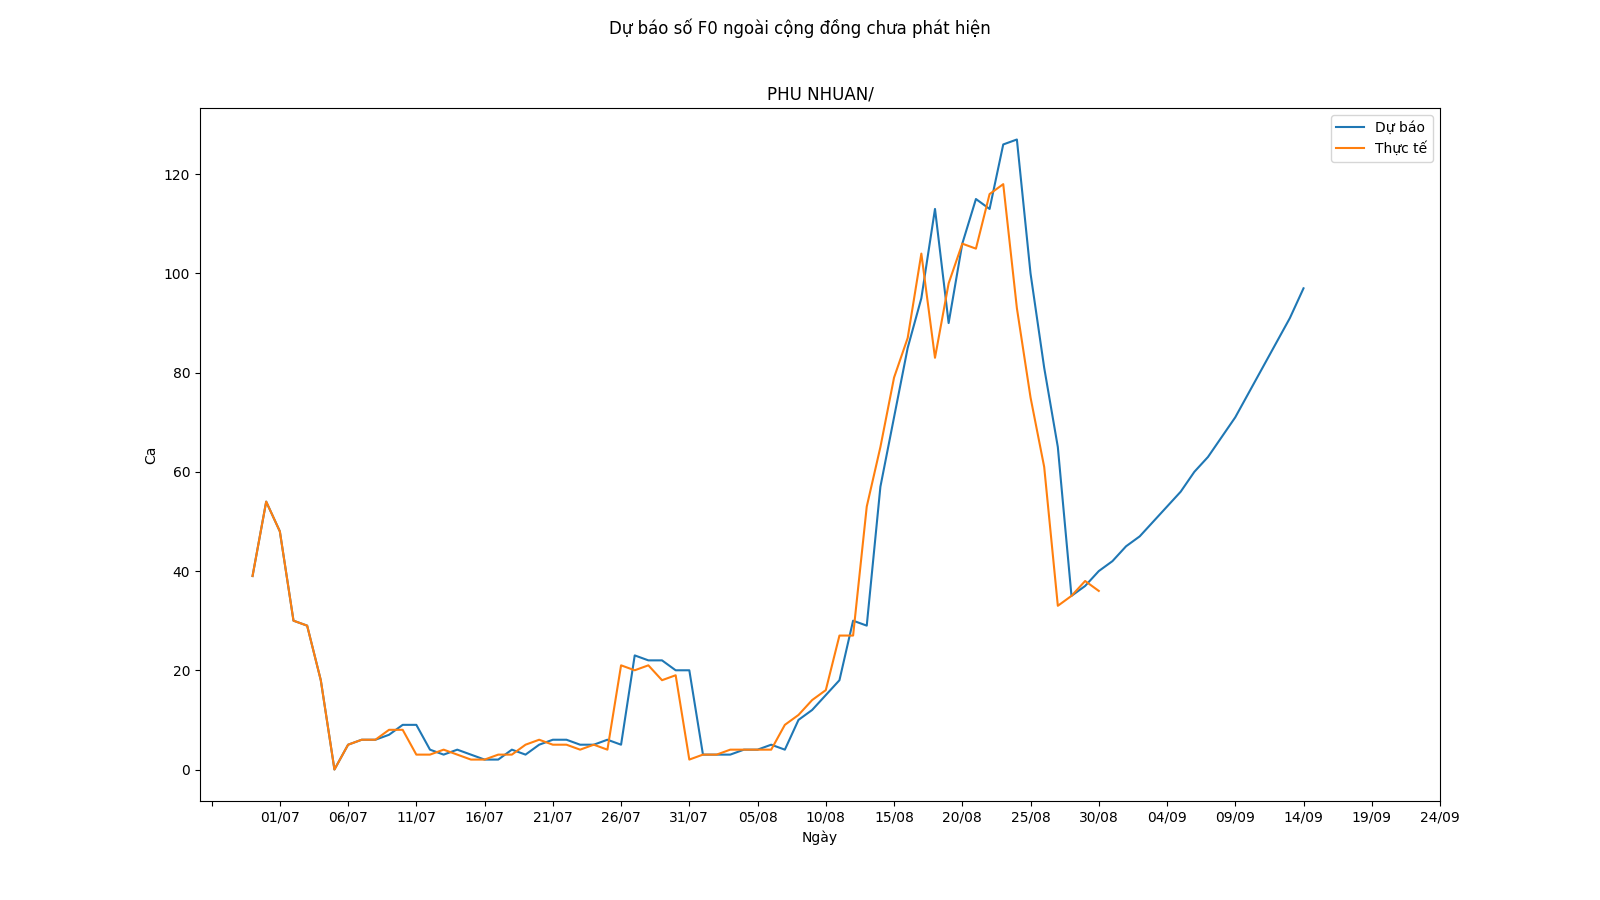 Dự báo số F0 ngoài cộng đồng chưa phát hiện
PHU NHUAN/
Dự báo
Thực tế
120
100
80
60
40
20
0
Ca
01/07 06/07 11/07 16/07 21/07 26/07 31/07 05/08 10/08 15/08 20/08 25/08 30/08 04/09 09/09 14/09 19/09 24/09
Ngày